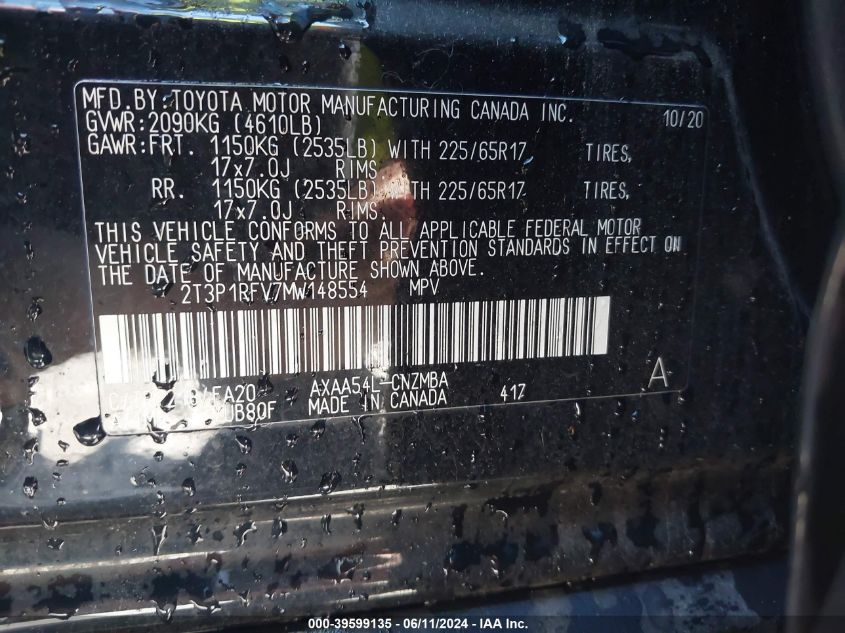 MFD.BY:TOYOTA MOTOR MANUFACTURING CANADA INC. 10/20
GVWR:2090KG (4610LB)
GAWR:FRT. 1150KG (2535LB) WITH 225/65R17 TIRES,
17x7.0J RIMS
RR. 1150KG (2535LB) WITH 225/65R17 TIRES,
17x7.0J RIMS.
THIS VEHICLE CONFORMS TO ALL APPLICABLE FEDERAL MOTOR
VEHICLE SAFETY AND THEFT PREVENTION STANDARDS IN EFFECT ON
THE DATE OF MANUFACTURE SHOWN ABOVE.
2T3P1RFV7MW148554 MPV
FA20 AXAA54L-CNZMBA A
UB80F MADE IN CANADA 417
000-39599135 - 06/11/2024 - IAA Inc.